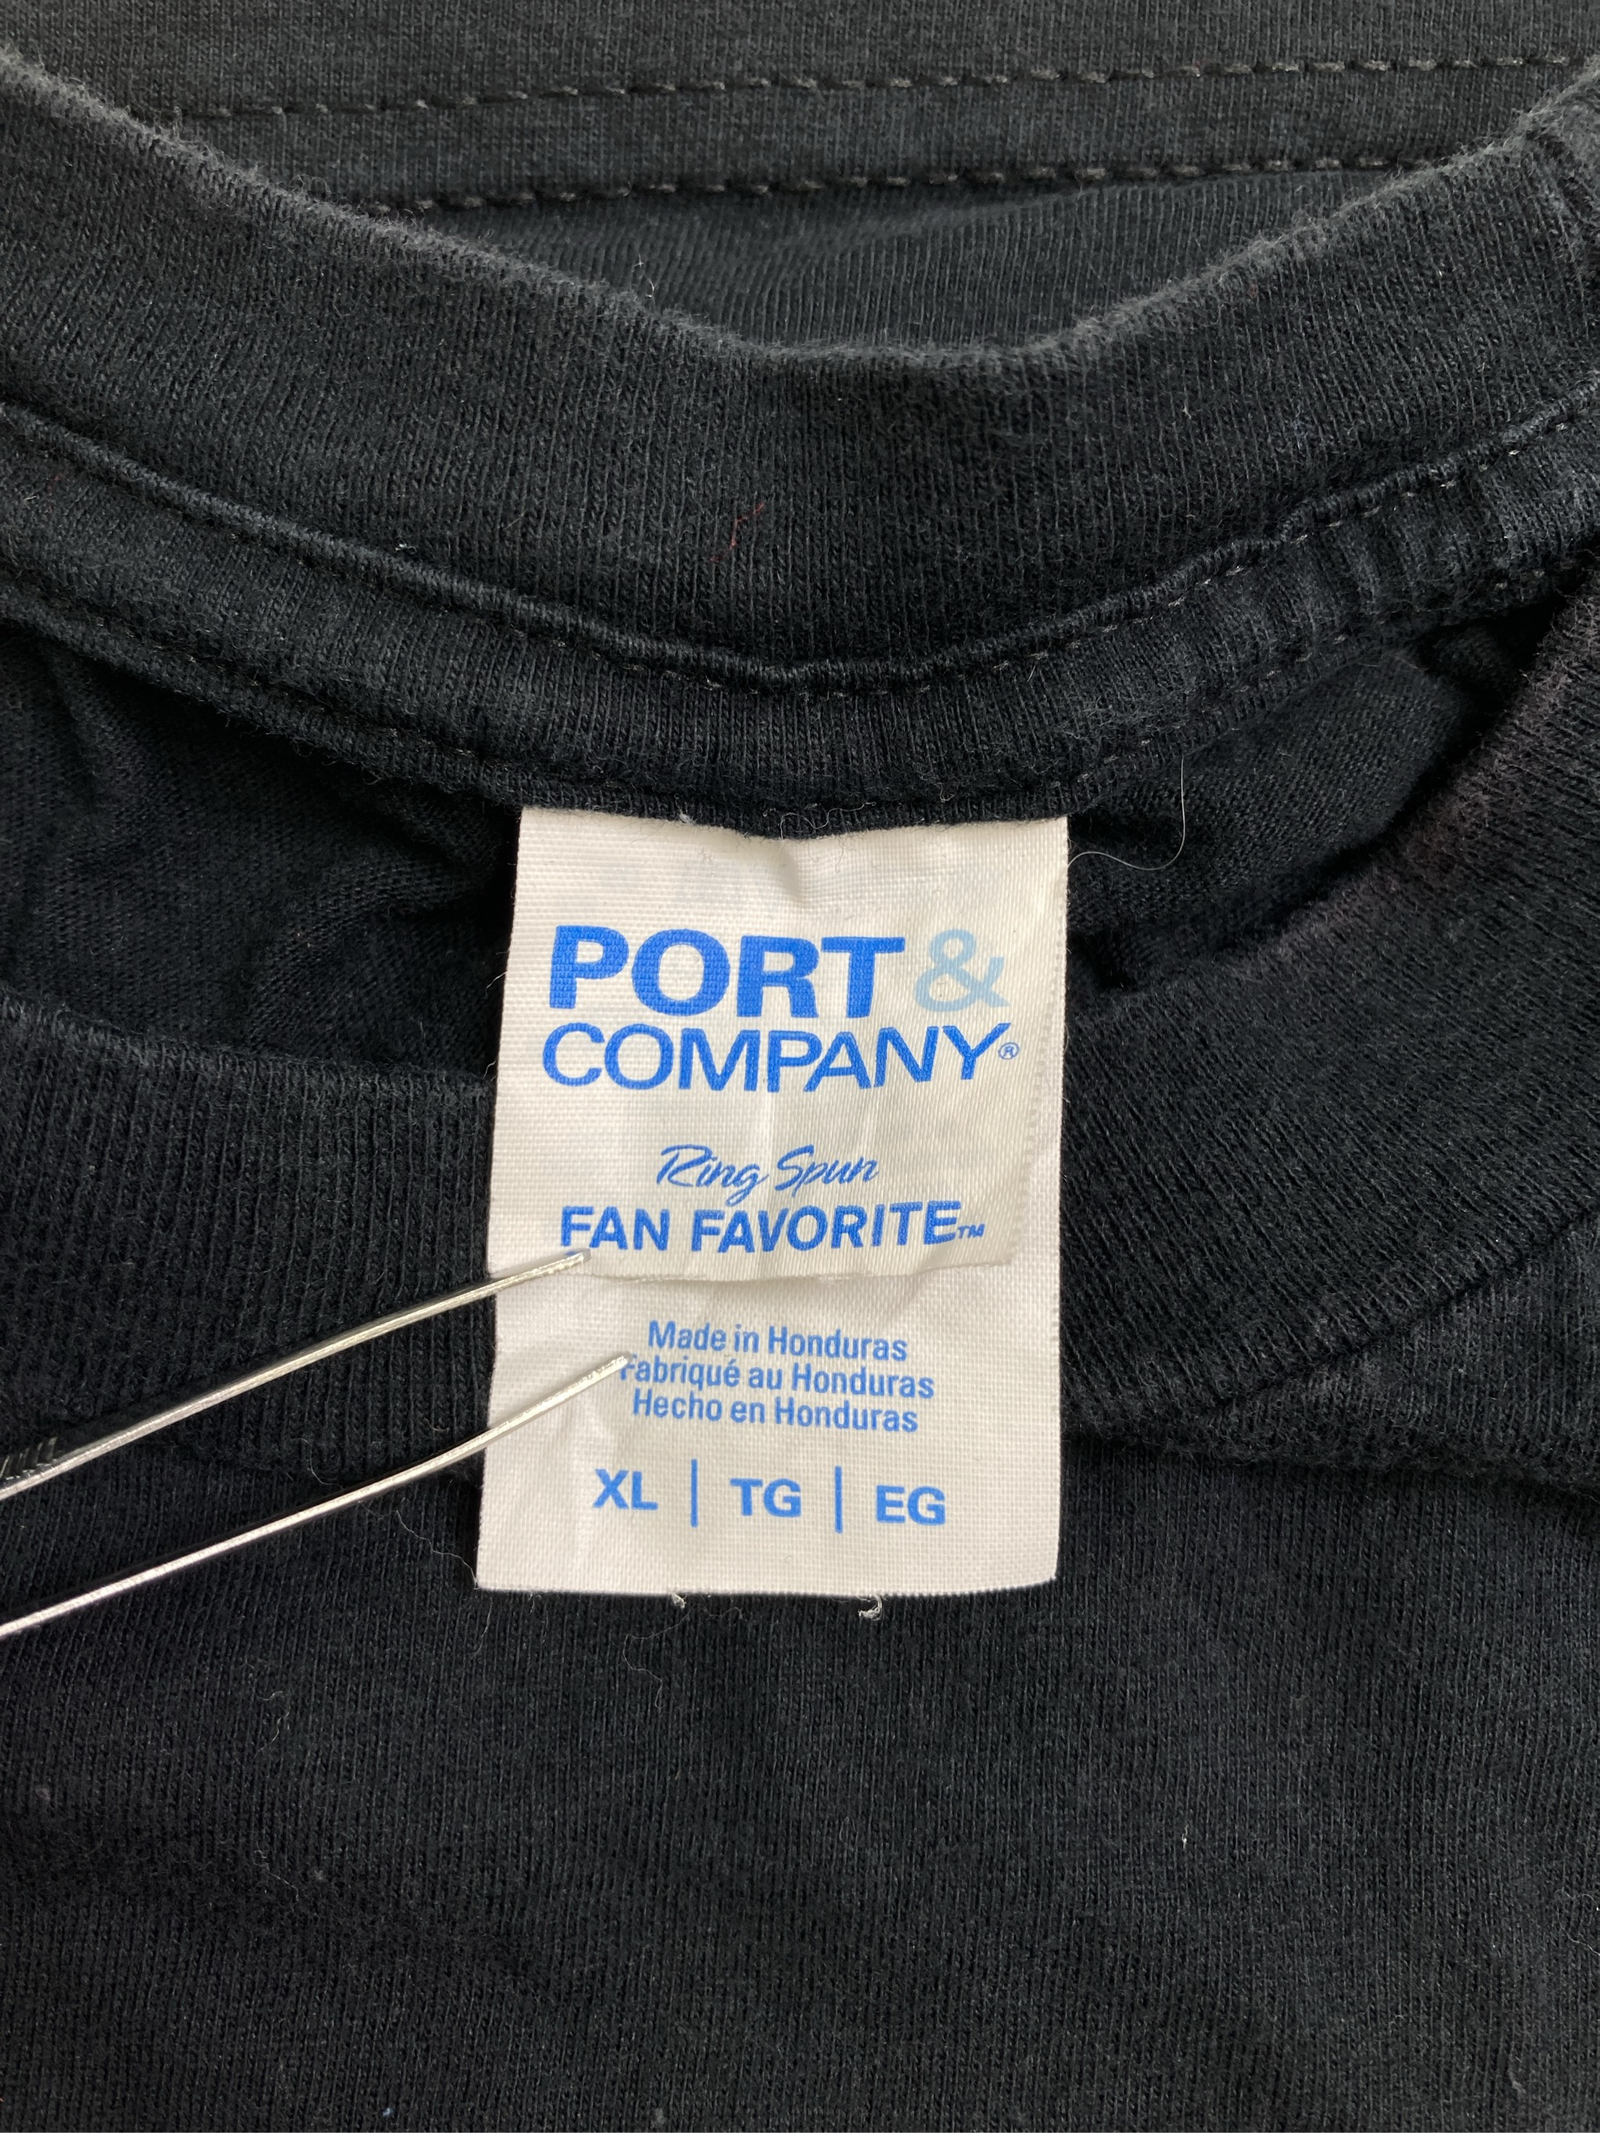 PORT &
COMPANY®
Ring Spun
FAN FAVORITE™
Made in Honduras
Fabriqué au Honduras
Hecho en Honduras
XL | TG | EG